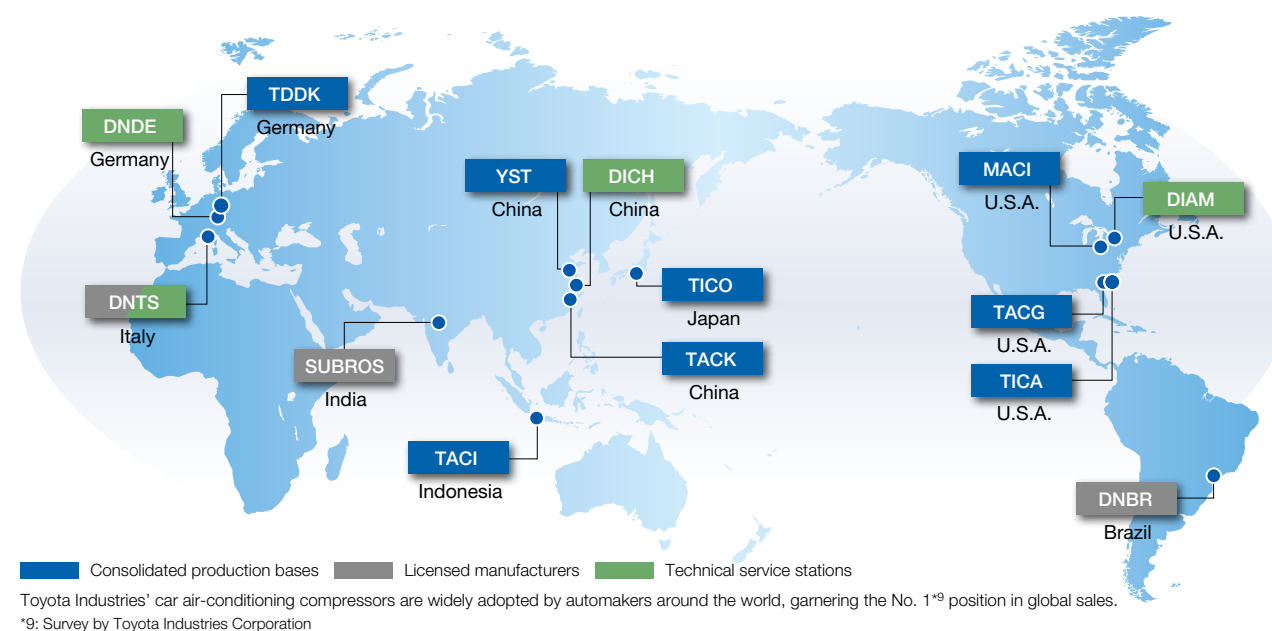 TDDK
Germany
DNDE
Germany
YST
China
DICH
China
MACI
U.S.A.
DIAM
U.S.A.
DNTS
Italy
TICO
Japan
TACG
U.S.A.
SUBROS
India
TACK
China
TICA
U.S.A.
TACI
Indonesia
DNBR
Brazil
Consolidated production bases Licensed manufacturers Technical service stations
Toyota Industries’ car air-conditioning compressors are widely adopted by automakers around the world, garnering the No. 1*9 position in global sales.
*9: Survey by Toyota Industries Corporation